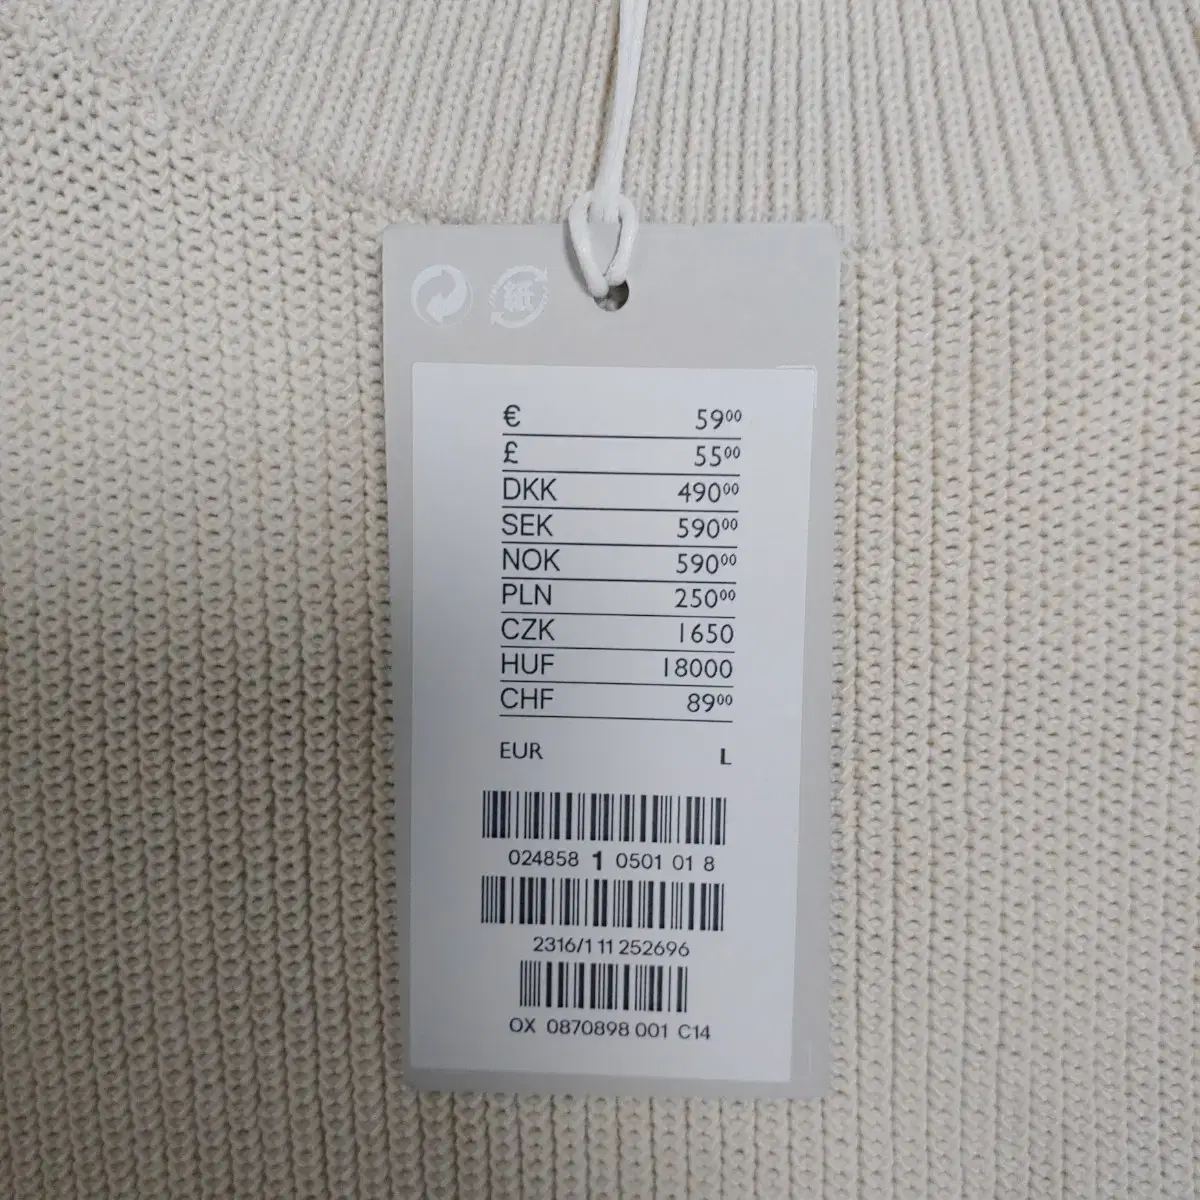 紙
€ 59⁰⁰
£ 55⁰⁰
DKK 490⁰⁰
SEK 590⁰⁰
NOK 590⁰⁰
PLN 250⁰⁰
CZK 1650
HUF 18000
CHF 89⁰⁰
EUR L
024858 1 0501 01 8
2316/1 11 252696
OX 0870898 001 C14